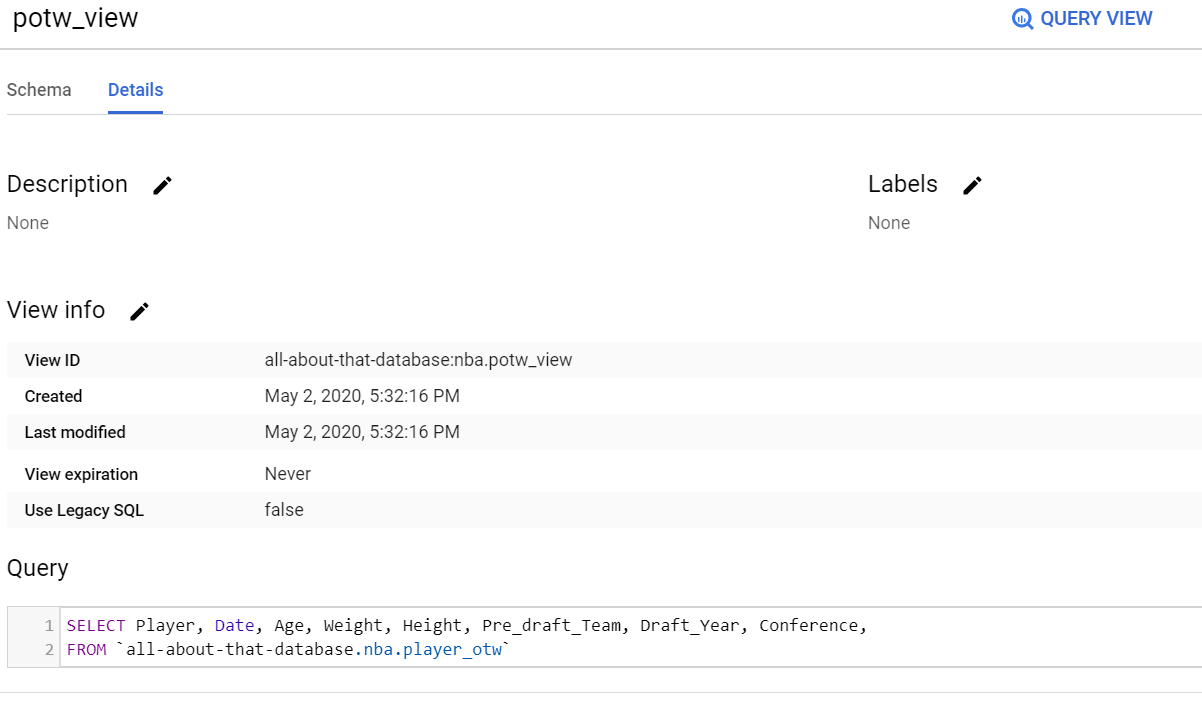 potw_view
QUERY VIEW
Schema Details
Description Labels
None None
View info
View ID all-about-that-database:nba.potw_view
Created May 2, 2020, 5:32:16 PM
Last modified May 2, 2020, 5:32:16 PM
View expiration Never
Use Legacy SQL false
Query
1 SELECT Player, Date, Age, Weight, Height, Pre_draft_Team, Draft_Year, Conference,
2 FROM `all-about-that-database.nba.player_otw`